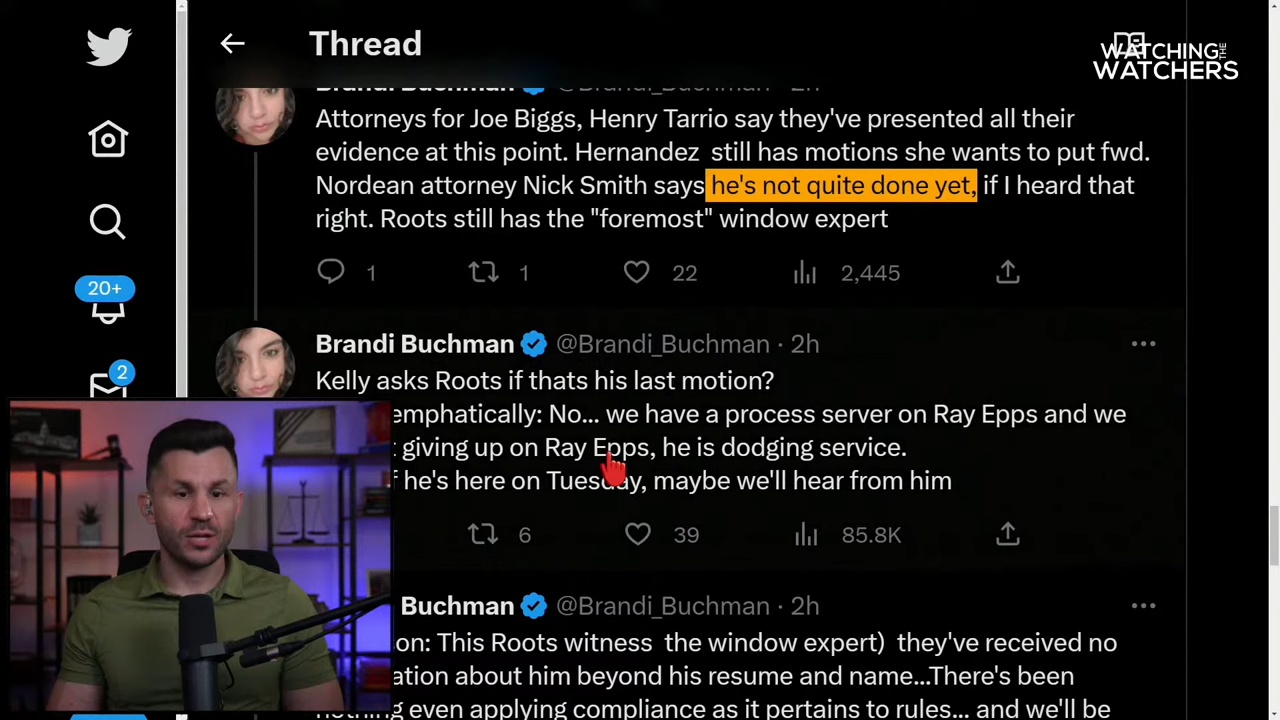 Thread
WATCHING THE
WATCHERS
Brandi Buchman @Brandi_Buchman · 2h
Attorneys for Joe Biggs, Henry Tarrio say they've presented all their
evidence at this point. Hernandez still has motions she wants to put fwd.
Nordean attorney Nick Smith says he's not quite done yet, if I heard that
right. Roots still has the "foremost" window expert
1 1 22 2,445
20+
Brandi Buchman @Brandi_Buchman · 2h
Kelly asks Roots if thats his last motion?
emphatically: No... we have a process server on Ray Epps and we
giving up on Ray Epps, he is dodging service.
he's here on Tuesday, maybe we'll hear from him
2
6 39 85.8K
Buchman @Brandi_Buchman · 2h
on: This Roots witness the window expert) they've received no
ation about him beyond his resume and name...There's been
nothing even applying compliance as it pertains to rules... and we'll be